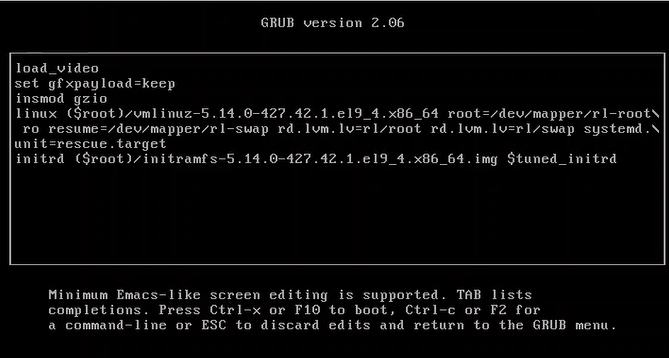 GRUB version 2.06
load_video
set gfxpayload=keep
insmod gzio
linux ($root)/vmlinuz-5.14.0-427.42.1.el9_4.x86_64 root=/dev/mapper/rl-root\
ro resume=/dev/mapper/rl-swap rd.lvm.lv=rl/root rd.lvm.lv=rl/swap systemd.\
unit=rescue.target
initrd ($root)/initramfs-5.14.0-427.42.1.el9_4.x86_64.img $tuned_initrd
Minimum Emacs-like screen editing is supported. TAB lists
completions. Press Ctrl-x or F10 to boot, Ctrl-c or F2 for
a command-line or ESC to discard edits and return to the GRUB menu.